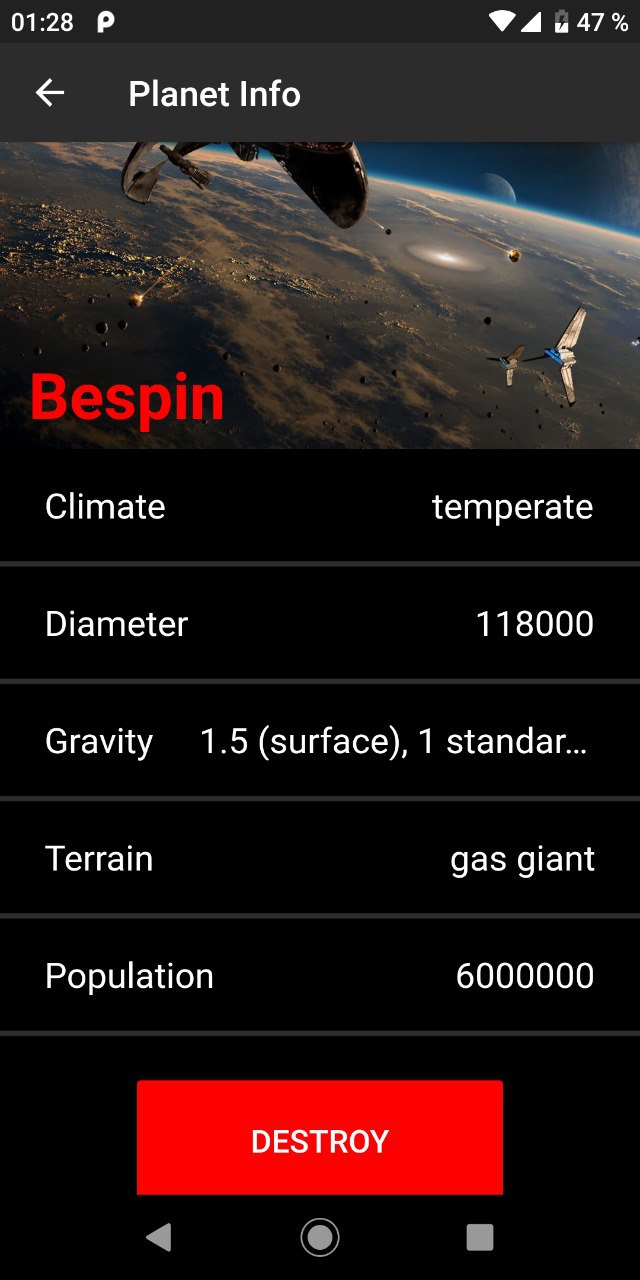 01:28 47 %
Planet Info
Bespin
Climate temperate
Diameter 118000
Gravity 1.5 (surface), 1 standar...
Terrain gas giant
Population 6000000
DESTROY